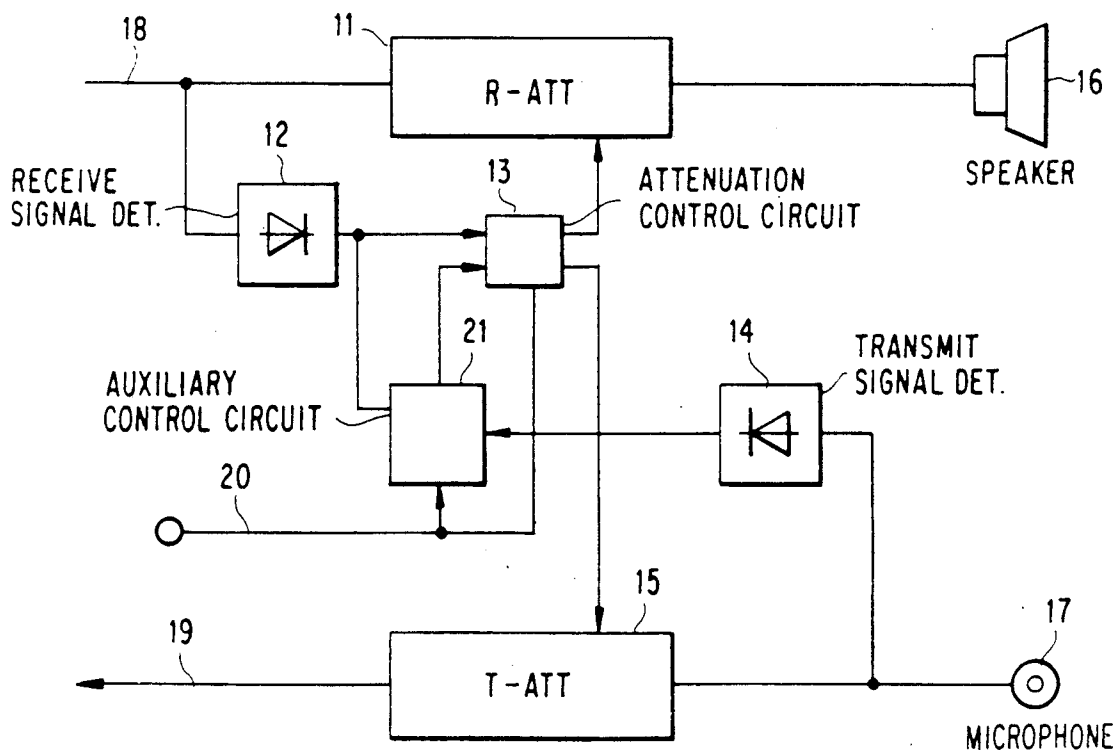 18
11
R-ATT
16
SPEAKER
12
RECEIVE
SIGNAL DET.
13
ATTENUATION
CONTROL CIRCUIT
21
AUXILIARY
CONTROL CIRCUIT
14
TRANSMIT
SIGNAL DET.
20
15
19
T-ATT
17
MICROPHONE